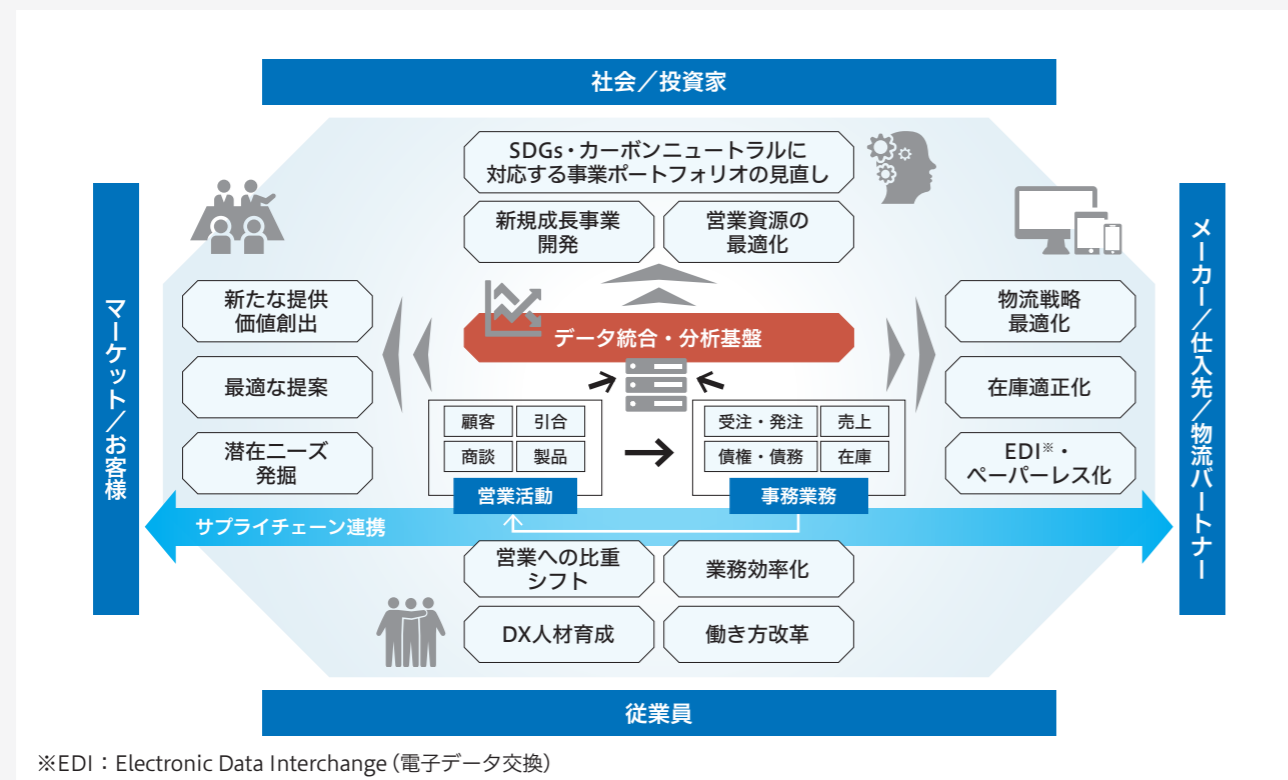 社会／投資家
SDGs・カーボンニュートラルに
対応する事業ポートフォリオの見直し
新規成長事業
開発
営業資源の
最適化
マーケット／お客様
新たな提供
価値創出
最適な提案
潜在ニーズ
発掘
データ統合・分析基盤
顧客
引合
商談
製品
営業活動
受注・発注
売上
債権・債務
在庫
事務業務
物流戦略
最適化
在庫適正化
EDI※・
ペーパーレス化
メーカー／仕入先／物流パートナー
サプライチェーン連携
営業への比重
シフト
業務効率化
DX人材育成
働き方改革
従業員
※EDI：Electronic Data Interchange（電子データ交換）